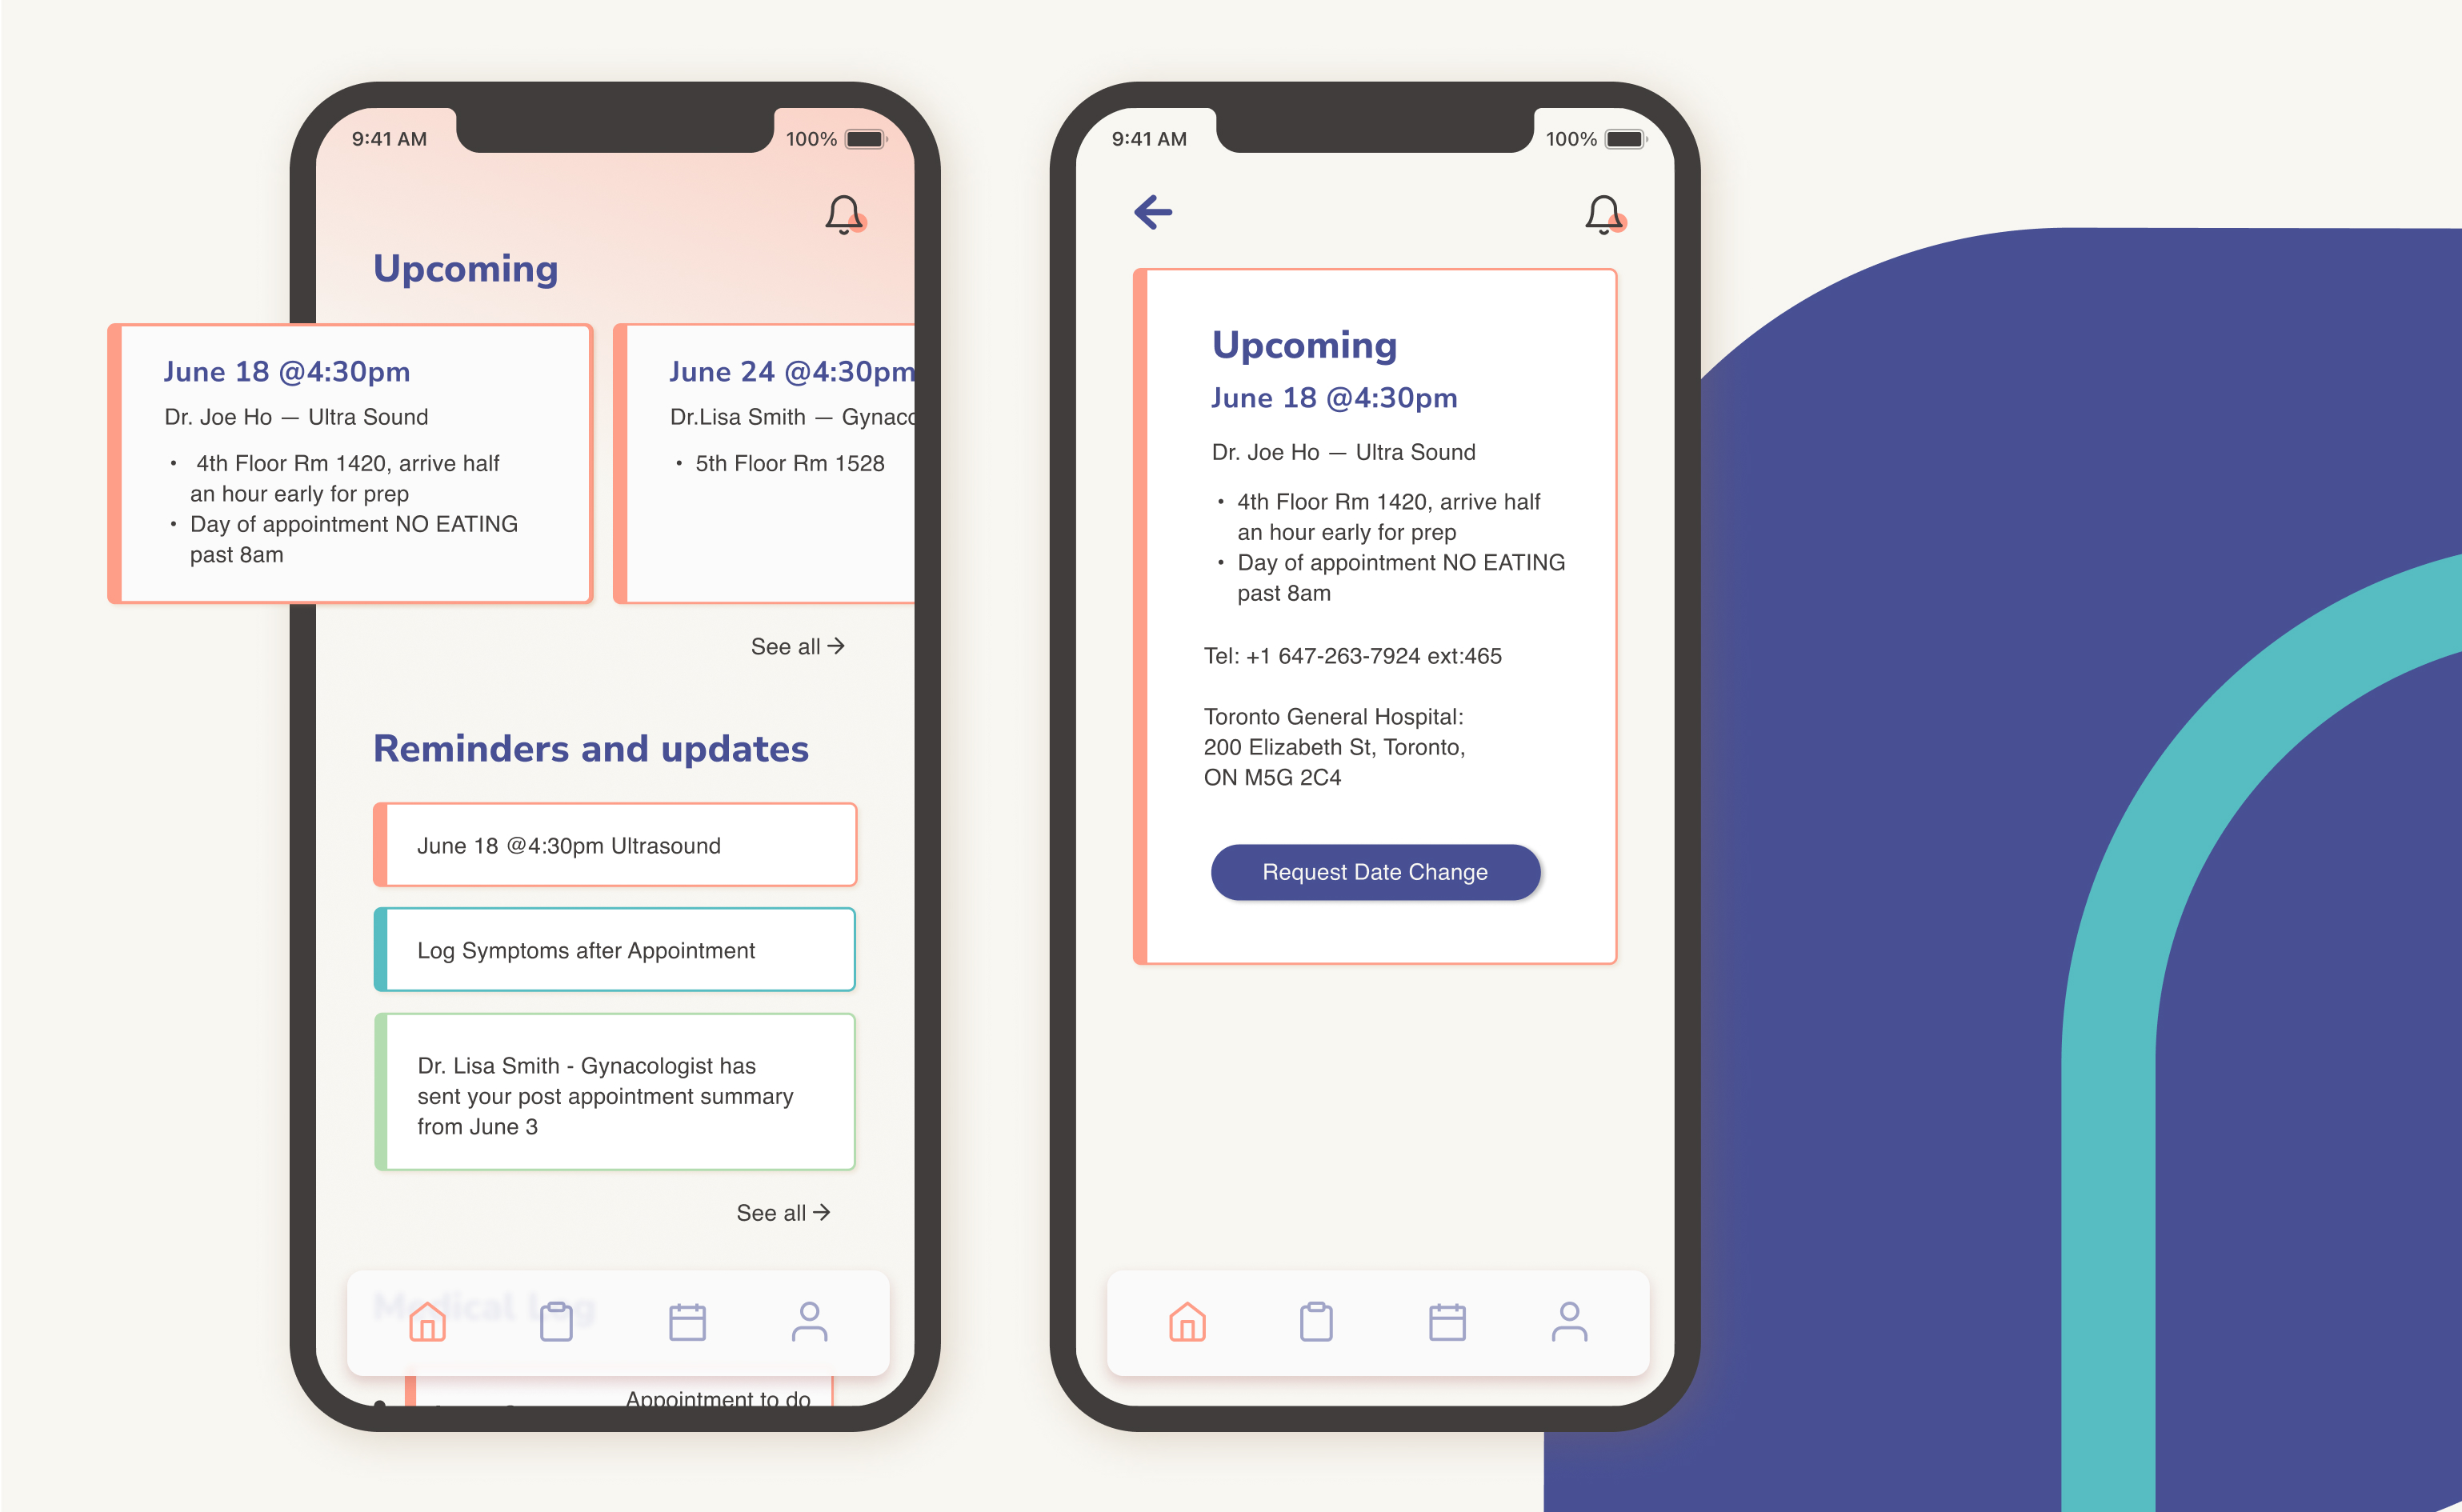 9:41 AM
100%
Upcoming
June 18 @4:30pm
Dr. Joe Ho — Ultra Sound
• 4th Floor Rm 1420, arrive half
an hour early for prep
• Day of appointment NO EATING
past 8am
June 24 @4:30pm
Dr.Lisa Smith — Gynaco
• 5th Floor Rm 1528
See all →
Reminders and updates
June 18 @4:30pm Ultrasound
Log Symptoms after Appointment
Dr. Lisa Smith - Gynacologist has
sent your post appointment summary
from June 3
See all →
Medical Log
Appointment to do
9:41 AM
100%
Upcoming
June 18 @4:30pm
Dr. Joe Ho — Ultra Sound
• 4th Floor Rm 1420, arrive half
an hour early for prep
• Day of appointment NO EATING
past 8am
Tel: +1 647-263-7924 ext:465
Toronto General Hospital:
200 Elizabeth St, Toronto,
ON M5G 2C4
Request Date Change